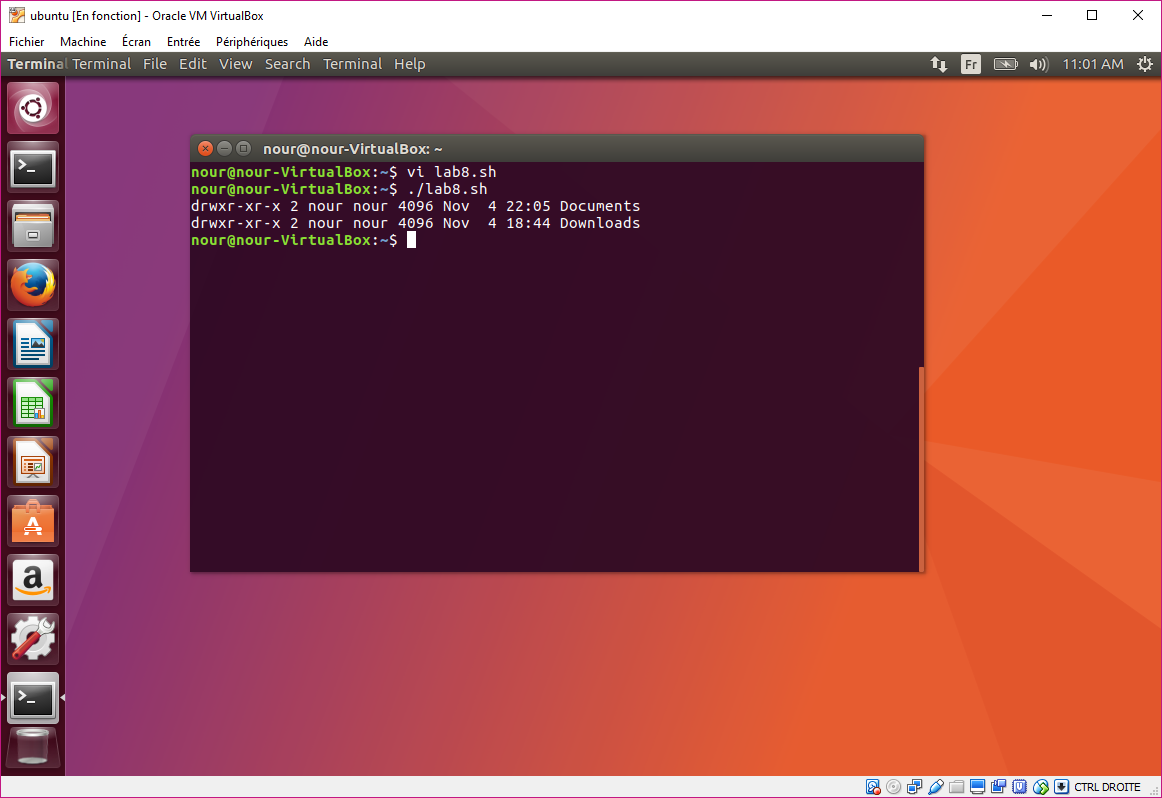 ubuntu [En fonction] - Oracle VM VirtualBox
Fichier Machine Écran Entrée Périphériques Aide
Terminal Terminal File Edit View Search Terminal Help Fr 11:01 AM
nour@nour-VirtualBox: ~
nour@nour-VirtualBox:~$ vi lab8.sh
nour@nour-VirtualBox:~$ ./lab8.sh
drwxr-xr-x 2 nour nour 4096 Nov  4 22:05 Documents
drwxr-xr-x 2 nour nour 4096 Nov  4 18:44 Downloads
nour@nour-VirtualBox:~$
CTRL DROITE